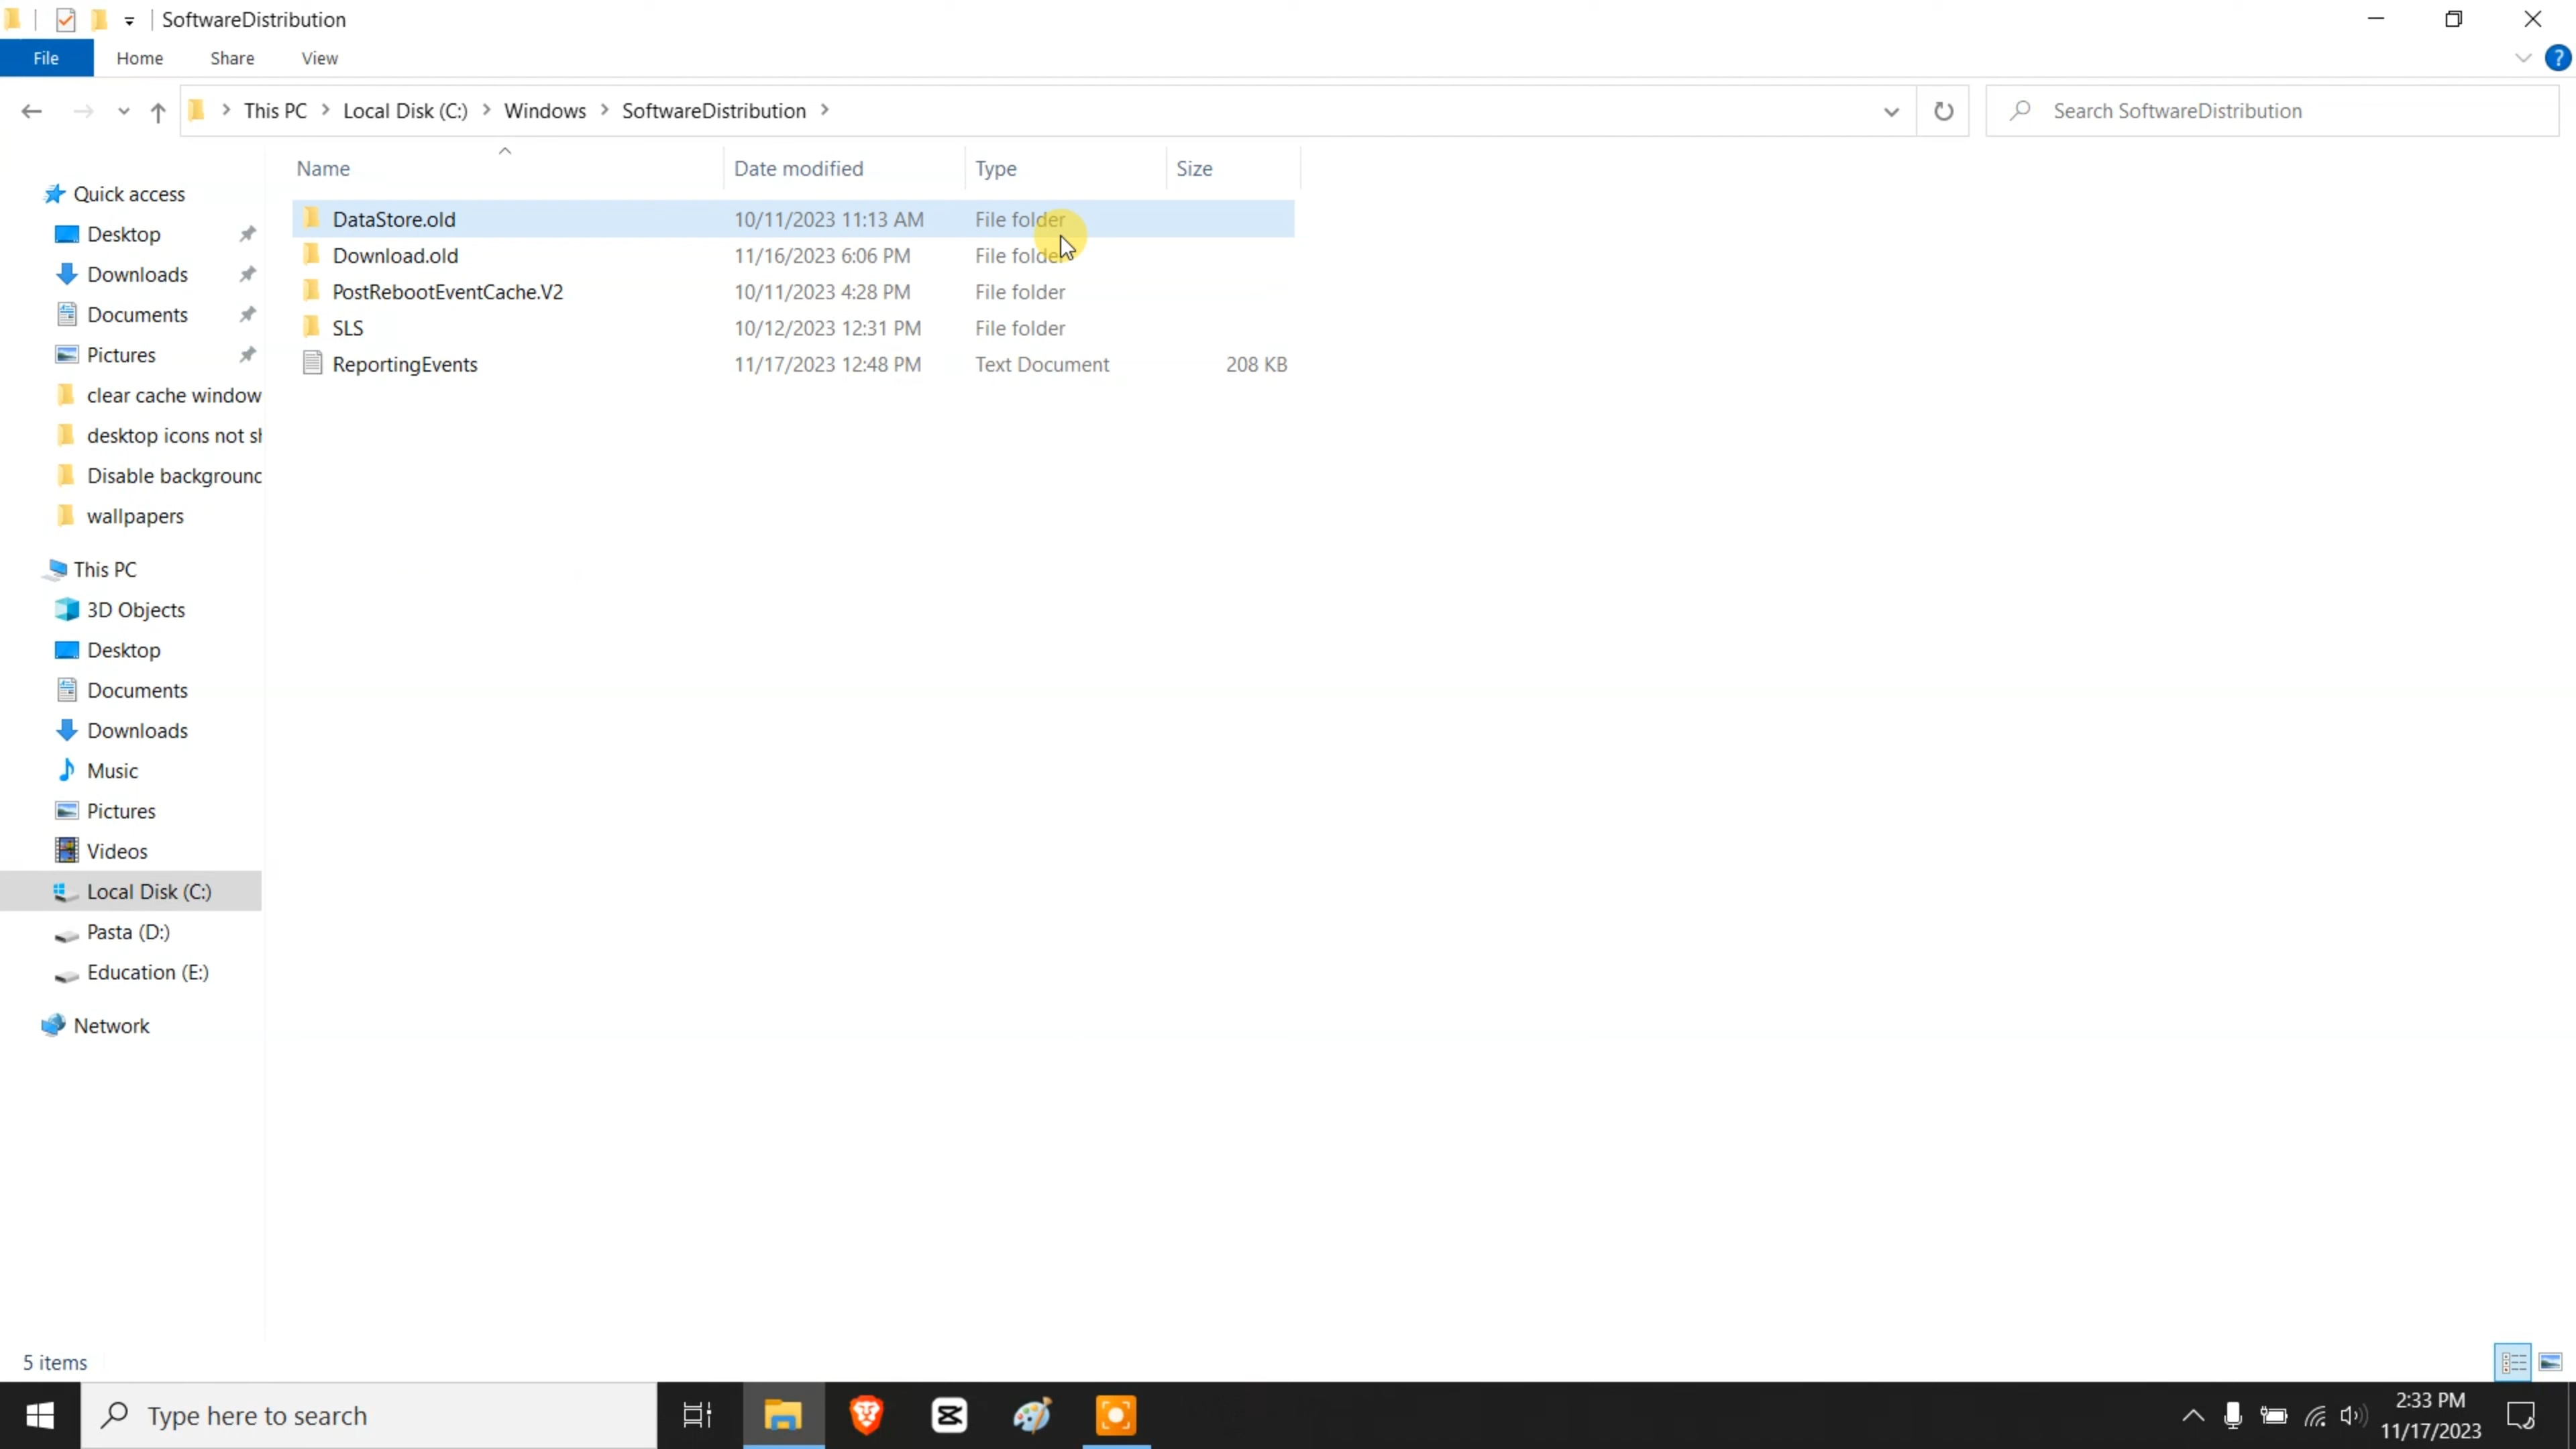 SoftwareDistribution
File Home Share View
This PC Local Disk (C:) Windows SoftwareDistribution
Search SoftwareDistribution
Name Date modified Type Size
DataStore.old 10/11/2023 11:13 AM File folder
Download.old 11/16/2023 6:06 PM File folder
PostRebootEventCache.V2 10/11/2023 4:28 PM File folder
SLS 10/12/2023 12:31 PM File folder
ReportingEvents 11/17/2023 12:48 PM Text Document 208 KB
Quick access
Desktop
Downloads
Documents
Pictures
clear cache window
desktop icons not sh
Disable background
wallpapers
This PC
3D Objects
Desktop
Documents
Downloads
Music
Pictures
Videos
Local Disk (C:)
Pasta (D:)
Education (E:)
Network
5 items
Type here to search
2:33 PM
11/17/2023